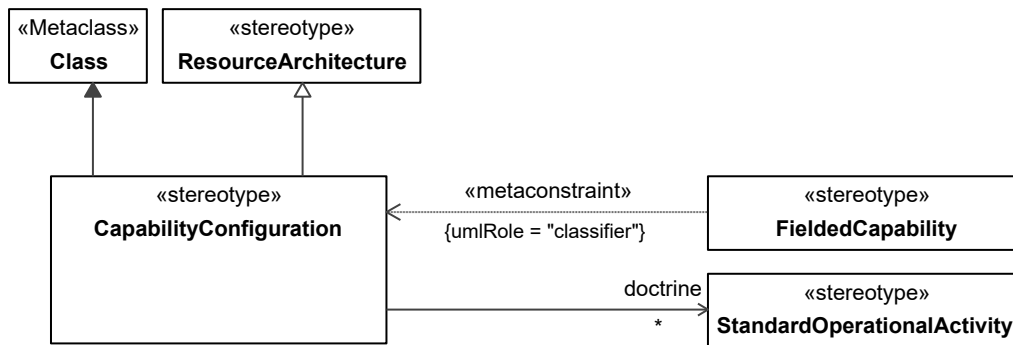 «Metaclass»
Class
«stereotype»
ResourceArchitecture
«stereotype»
CapabilityConfiguration
«metaconstraint»
{umlRole = "classifier"}
«stereotype»
FieldedCapability
doctrine
*
«stereotype»
StandardOperationalActivity